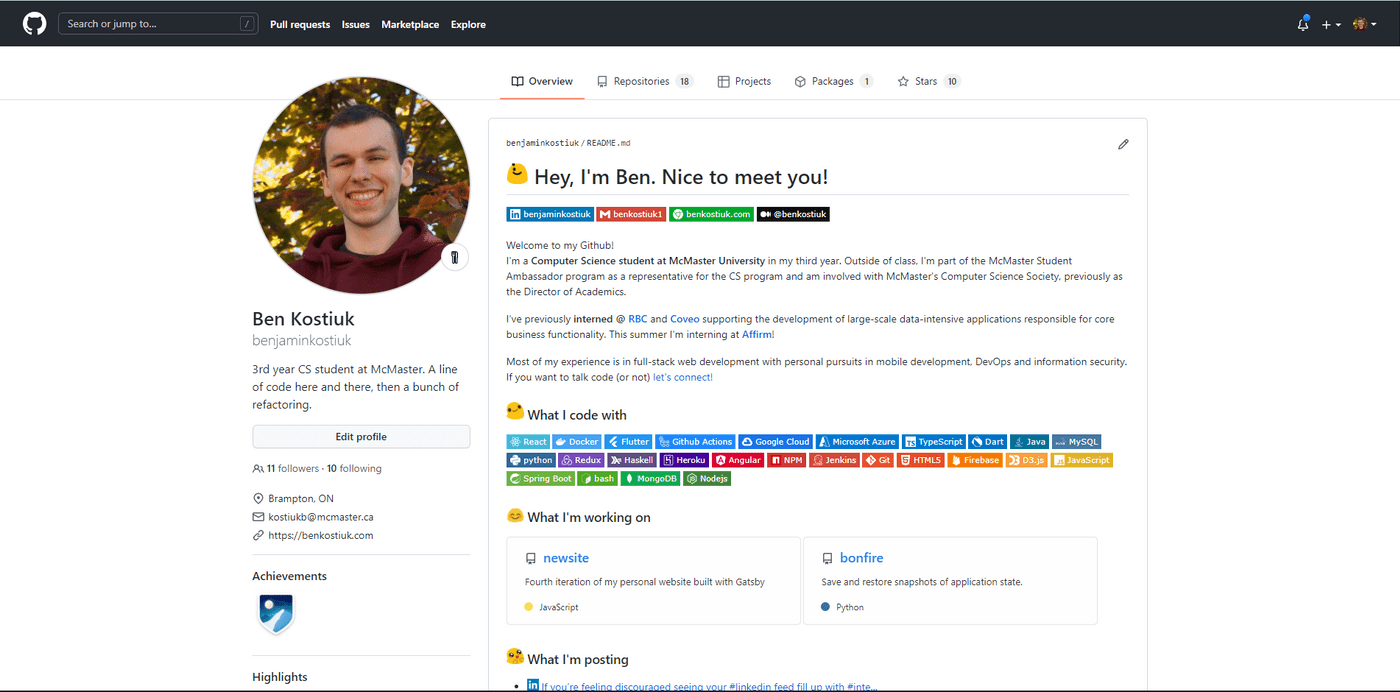 Search or jump to... /
Pull requests Issues Marketplace Explore
Overview Repositories 18 Projects Packages 1 Stars 10
Ben Kostiuk
benjaminkostiuk
3rd year CS student at McMaster. A line
of code here and there, then a bunch of
refactoring.
Edit profile
11 followers · 10 following
Brampton, ON
kostiukb@mcmaster.ca
https://benkostiuk.com
Achievements
Highlights
benjaminkostiuk/README.md
Hey, I'm Ben. Nice to meet you!
benjaminkostiuk benkostiuk1 benkostiuk.com @benkostiuk
Welcome to my Github!
I'm a Computer Science student at McMaster University in my third year. Outside of class, I'm part of the McMaster Student
Ambassador program as a representative for the CS program and am involved with McMaster's Computer Science Society, previously as
the Director of Academics.
I've previously interned @ RBC and Coveo supporting the development of large-scale data-intensive applications responsible for core
business functionality. This summer I'm interning at Affirm!
Most of my experience is in full-stack web development with personal pursuits in mobile development, DevOps and information security.
If you want to talk code (or not) let's connect!
What I code with
React Docker Flutter Github Actions Google Cloud Microsoft Azure TypeScript Dart Java MySQL
python Redux Haskell Heroku Angular NPM Jenkins Git HTML5 Firebase D3.js JavaScript
Spring Boot bash MongoDB Nodejs
What I'm working on
newsite
Fourth iteration of my personal website built with Gatsby
JavaScript
bonfire
Save and restore snapshots of application state.
Python
What I'm posting
If you're feeling discouraged seeing your #linkedin feed fill up with #inte...